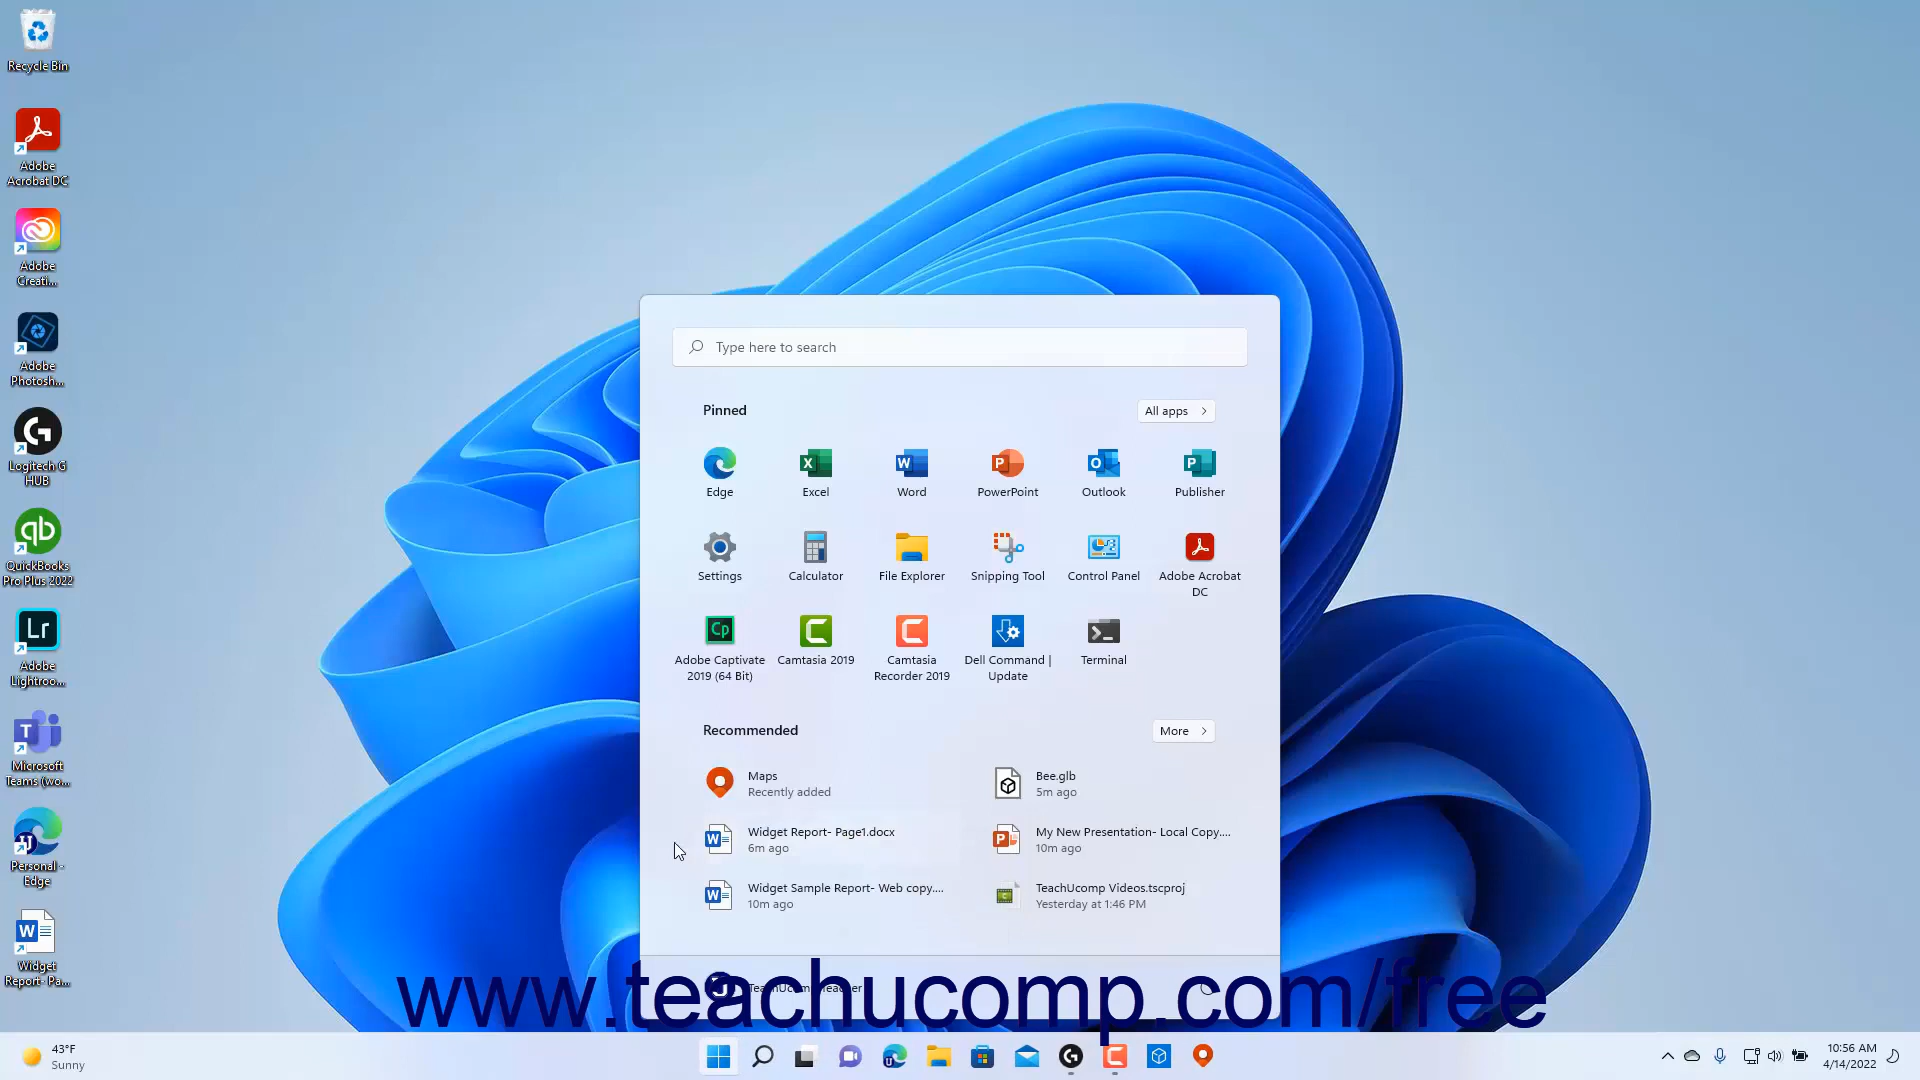 Recycle Bin
Adobe
Acrobat DC
Adobe
Creati...
Adobe
Photosh...
Logitech G
HUB
QuickBooks
Pro Plus 2022
Lr
Adobe
Lightroo...
Microsoft
Teams (wo...
Personal -
Edge
Widget
Report- Pa...
Type here to search
Pinned
All apps
Edge
Excel
Word
PowerPoint
Outlook
Publisher
Settings
Calculator
File Explorer
Snipping Tool
Control Panel
Adobe Acrobat
DC
Adobe Captivate
2019 (64 Bit)
Camtasia 2019
Camtasia
Recorder 2019
Dell Command |
Update
Terminal
Recommended
More
Maps
Recently added
Bee.glb
5m ago
Widget Report- Page1.docx
6m ago
My New Presentation- Local Copy....
10m ago
Widget Sample Report- Web copy....
10m ago
TeachUcomp Videos.tscproj
Yesterday at 1:46 PM
www.teachucomp.com/free
43°F
Sunny
10:56 AM
4/14/2022